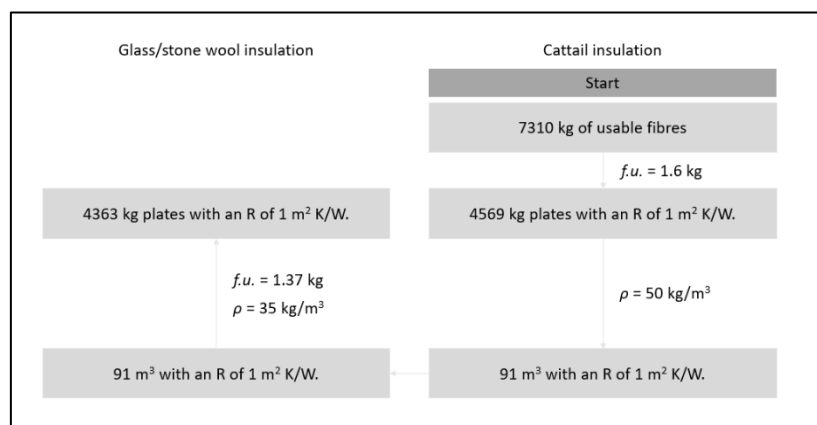 Glass/stone wool insulation
Cattail insulation
Start
7310 kg of usable fibres
f.u. = 1.6 kg
4363 kg plates with an R of 1 m² K/W.
4569 kg plates with an R of 1 m² K/W.
f.u. = 1.37 kg
ρ = 35 kg/m³
ρ = 50 kg/m³
91 m³ with an R of 1 m² K/W.
91 m³ with an R of 1 m² K/W.